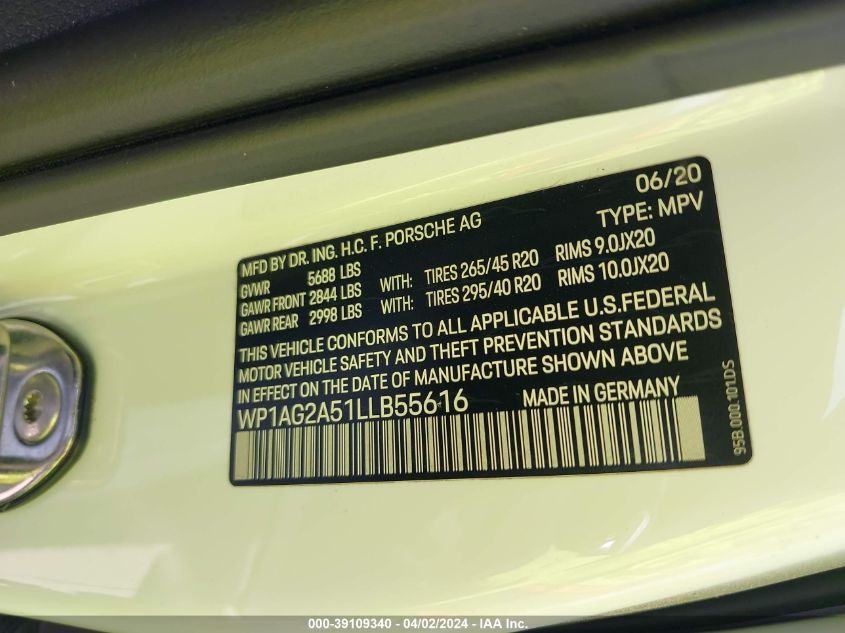 06/20
MFD BY DR. ING. H.C. F. PORSCHE AG TYPE: MPV
GVWR 5688 LBS
GAWR FRONT 2844 LBS WITH: TIRES 265/45 R20 RIMS 9.0JX20
GAWR REAR 2998 LBS WITH: TIRES 295/40 R20 RIMS 10.0JX20
THIS VEHICLE CONFORMS TO ALL APPLICABLE U.S.FEDERAL
MOTOR VEHICLE SAFETY AND THEFT PREVENTION STANDARDS
IN EFFECT ON THE DATE OF MANUFACTURE SHOWN ABOVE
WP1AG2A51LLB55616 MADE IN GERMANY
95B.000.101.DS
000-39109340 - 04/02/2024 - IAA Inc.